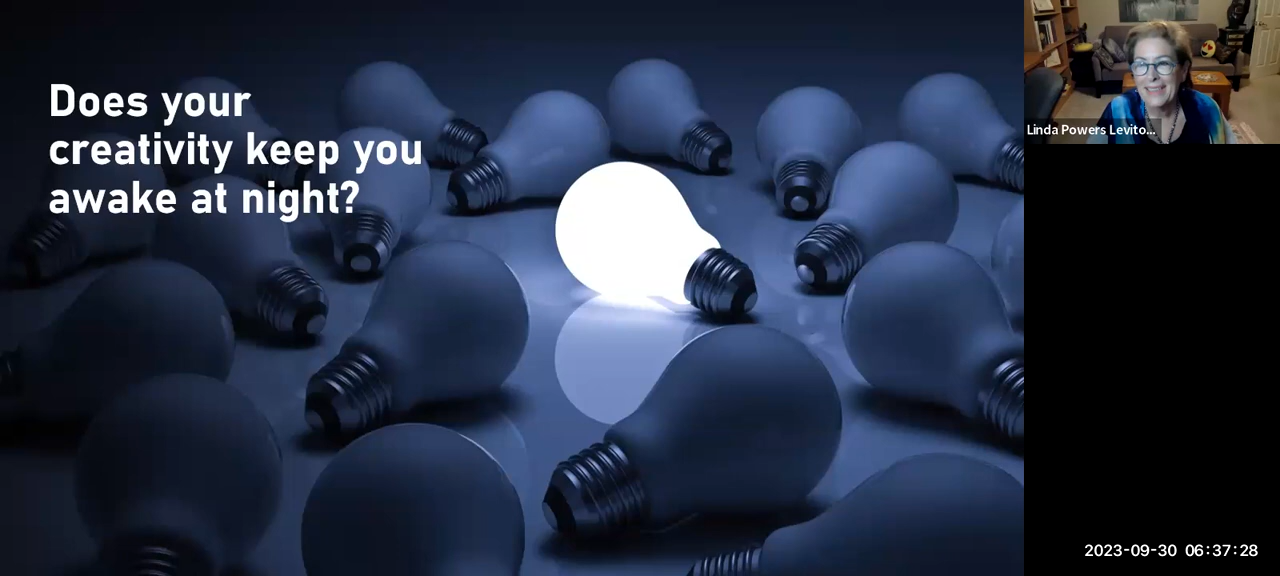 Does your
creativity keep you
awake at night?
Linda Powers Levito...
2023-09-30 06:37:28